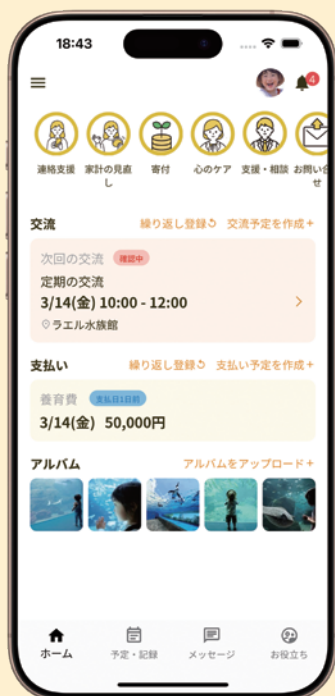 18:43
4
連絡支援 家計の見直 寄付 心のケア 支援・相談 お問い合
し せ
交流 繰り返し登録 交流予定を作成+
次回の交流 確認中
定期の交流
3/14(金) 10:00 - 12:00
ラエル水族館
支払い 繰り返し登録 支払い予定を作成+
養育費 支払日1日前
3/14(金) 50,000円
アルバム アルバムをアップロード+
ホーム 予定・記録 メッセージ お役立ち